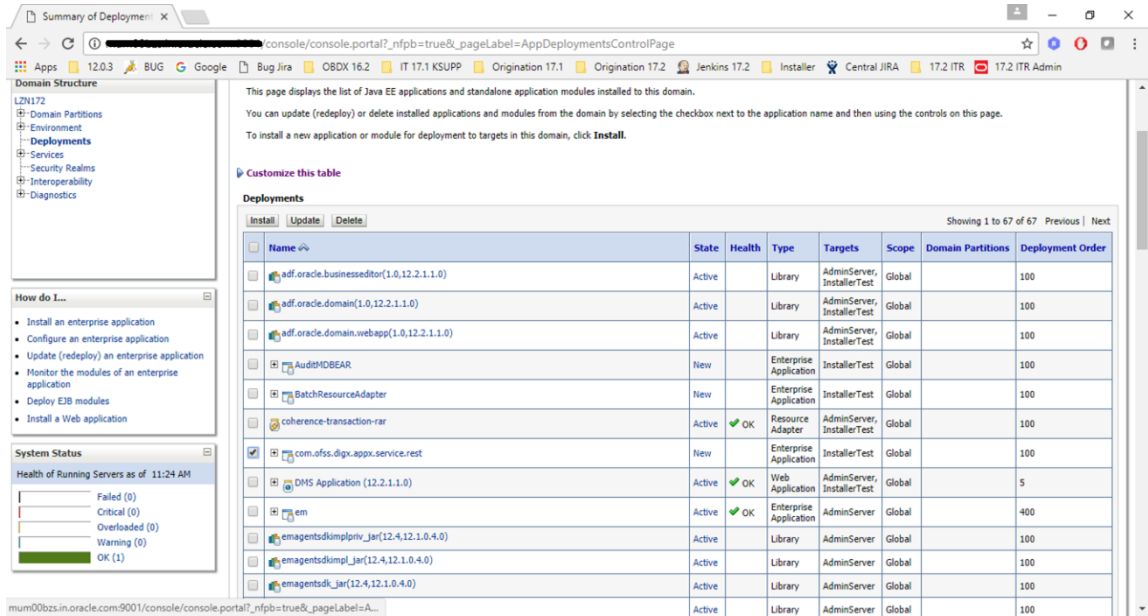 Summary of Deployment
/console/console.portal?_nfpb=true&_pageLabel=AppDeploymentsControlPage
Apps 12.0.3 BUG Google Bug Jira OBDX 16.2 IT 17.1 KSUPP Origination 17.1 Origination 17.2 Jenkins 17.2 Installer Central JIRA 17.2 ITR 17.2 ITR Admin
Domain Structure
LZN172
Domain Partitions
Environment
Deployments
Services
Security Realms
Interoperability
Diagnostics
How do I...
Install an enterprise application
Configure an enterprise application
Update (redeploy) an enterprise application
Monitor the modules of an enterprise
application
Deploy EJB modules
Install a Web application
System Status
Health of Running Servers as of 11:24 AM
Failed (0)
Critical (0)
Overloaded (0)
Warning (0)
OK (1)
This page displays the list of Java EE applications and standalone application modules installed to this domain.
You can update (redeploy) or delete installed applications and modules from the domain by selecting the checkbox next to the application name and then using the controls on this page.
To install a new application or module for deployment to targets in this domain, click Install.
Customize this table
Deployments
Install Update Delete Showing 1 to 67 of 67 Previous | Next
Name State Health Type Targets Scope Domain Partitions Deployment Order
adf.oracle.businesseditor(1.0,12.2.1.1.0) Active Library AdminServer, InstallerTest Global 100
adf.oracle.domain(1.0,12.2.1.1.0) Active Library AdminServer, InstallerTest Global 100
adf.oracle.domain.webapp(1.0,12.2.1.1.0) Active Library AdminServer, InstallerTest Global 100
AuditMDBEAR New Enterprise Application InstallerTest Global 100
BatchResourceAdapter New Enterprise Application InstallerTest Global 100
coherence-transaction-rar Active OK Resource Adapter AdminServer, InstallerTest Global 100
com.ofss.digx.appx.service.rest New Enterprise Application InstallerTest Global 100
DMS Application (12.2.1.1.0) Active OK Web Application AdminServer, InstallerTest Global 5
em Active OK Enterprise Application AdminServer Global 400
emagentsdkimplpriv_jar(12.4,12.1.0.4.0) Active Library AdminServer Global 100
emagentsdkimpl_jar(12.4,12.1.0.4.0) Active Library AdminServer Global 100
emagentsdk_jar(12.4,12.1.0.4.0) Active Library AdminServer Global 100
Active Library AdminServer Global 100
mum00bzs.in.oracle.com:9001/console/console.portal?_nfpb=true&_pageLabel=A...